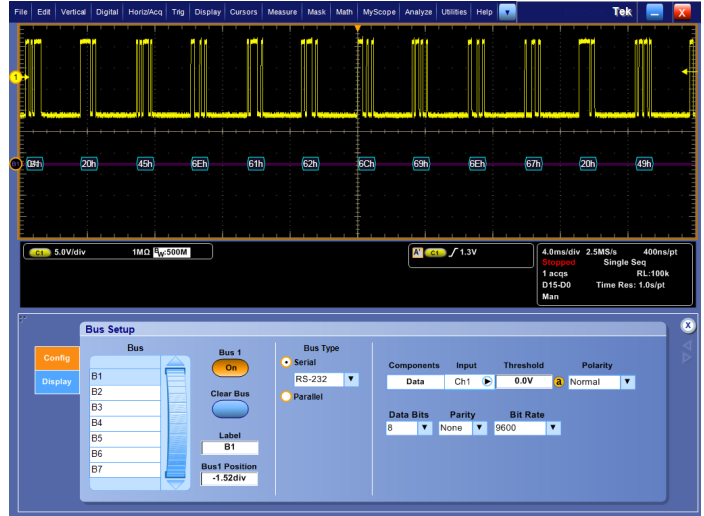 File Edit Vertical Digital Horiz/Acq Trig Display Cursors Measure Mask Math MyScope Analyze Utilities Help Tek X
1
20h 45h 6Eh 61h 62h 6Ch 69h 6Eh 67h 20h 49h
C1 5.0V/div 1MΩ BW:500M
A' C1 1.3V
4.0ms/div 2.5MS/s 400ns/pt
Stopped Single Seq
1 acqs RL:100k
D15-D0 Time Res: 1.0s/pt
Man
Bus Setup
X
Config
Display
Bus
B1
B2
B3
B4
B5
B6
B7
Bus 1
On
Clear Bus
Label
B1
Bus1 Position
-1.52div
Bus Type
Serial
RS-232
Parallel
Components Input Threshold Polarity
Data Ch1 0.0V a Normal
Data Bits Parity Bit Rate
8 None 9600